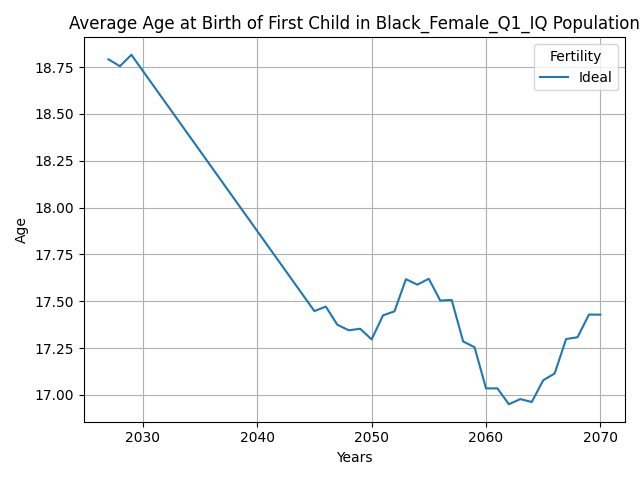 Average Age at Birth of First Child in Black_Female_Q1_IQ Population
Fertility
Ideal
Age
18.75
18.50
18.25
18.00
17.75
17.50
17.25
17.00
2030 2040 2050 2060 2070
Years